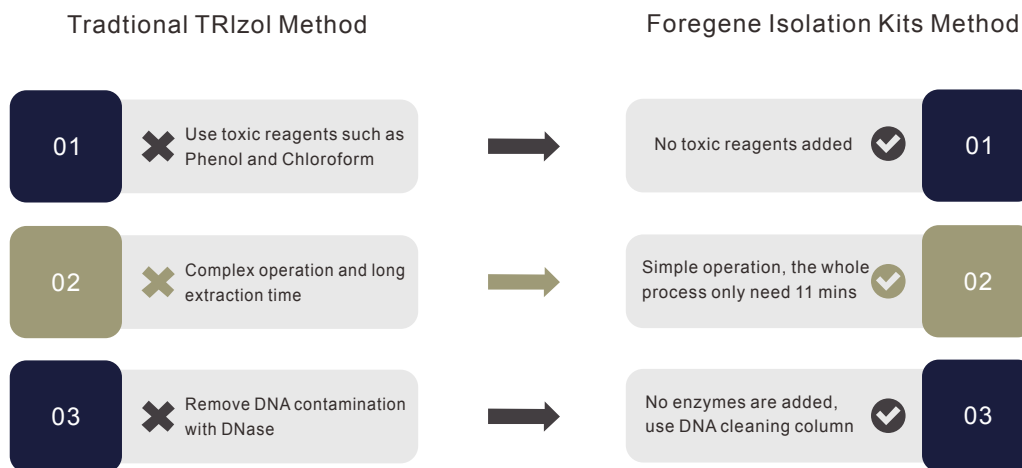 Tradtional TRIzol Method
Foregene Isolation Kits Method
01
Use toxic reagents such as
Phenol and Chloroform
No toxic reagents added
01
02
Complex operation and long
extraction time
Simple operation, the whole
process only need 11 mins
02
03
Remove DNA contamination
with DNase
No enzymes are added,
use DNA cleaning column
03